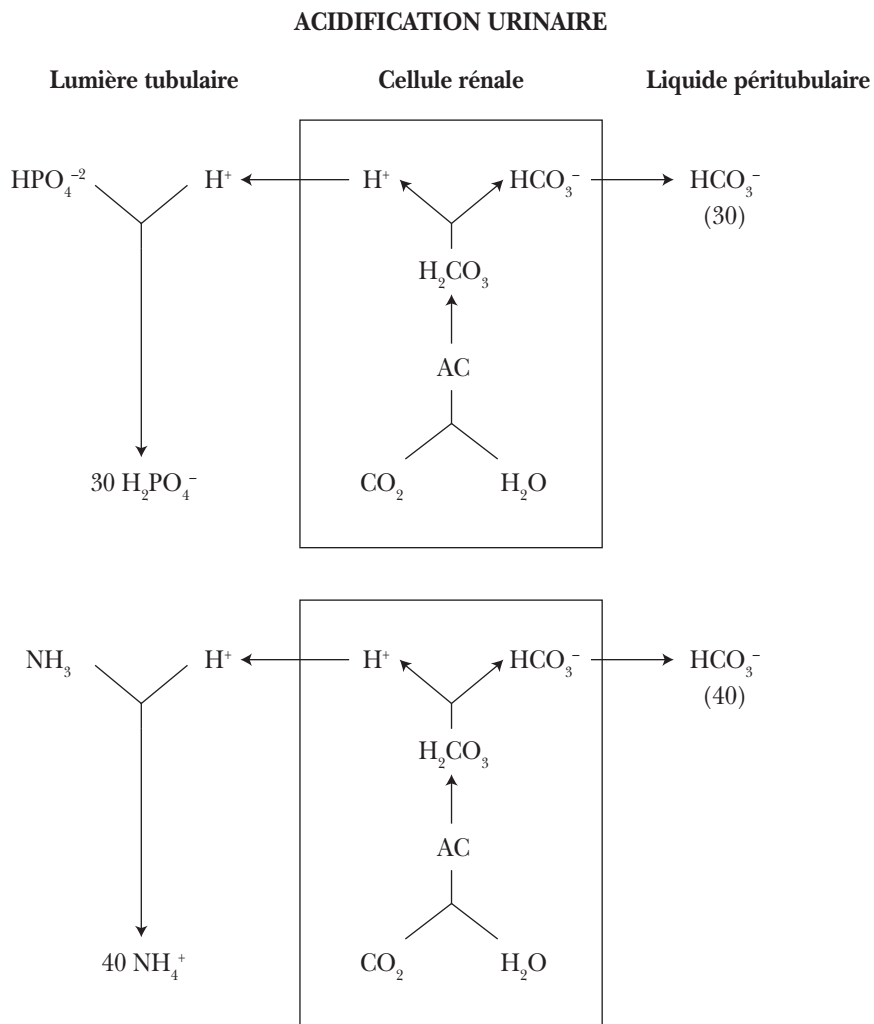 ACIDIFICATION URINAIRE
Lumière tubulaire Cellule rénale Liquide péritubulaire
HPO₄⁻² H⁺ H⁺ HCO₃⁻ HCO₃⁻
(30)
H₂CO₃
AC
30 H₂PO₄⁻ CO₂ H₂O
NH₃ H⁺ H⁺ HCO₃⁻ HCO₃⁻
(40)
H₂CO₃
AC
40 NH₄⁺ CO₂ H₂O